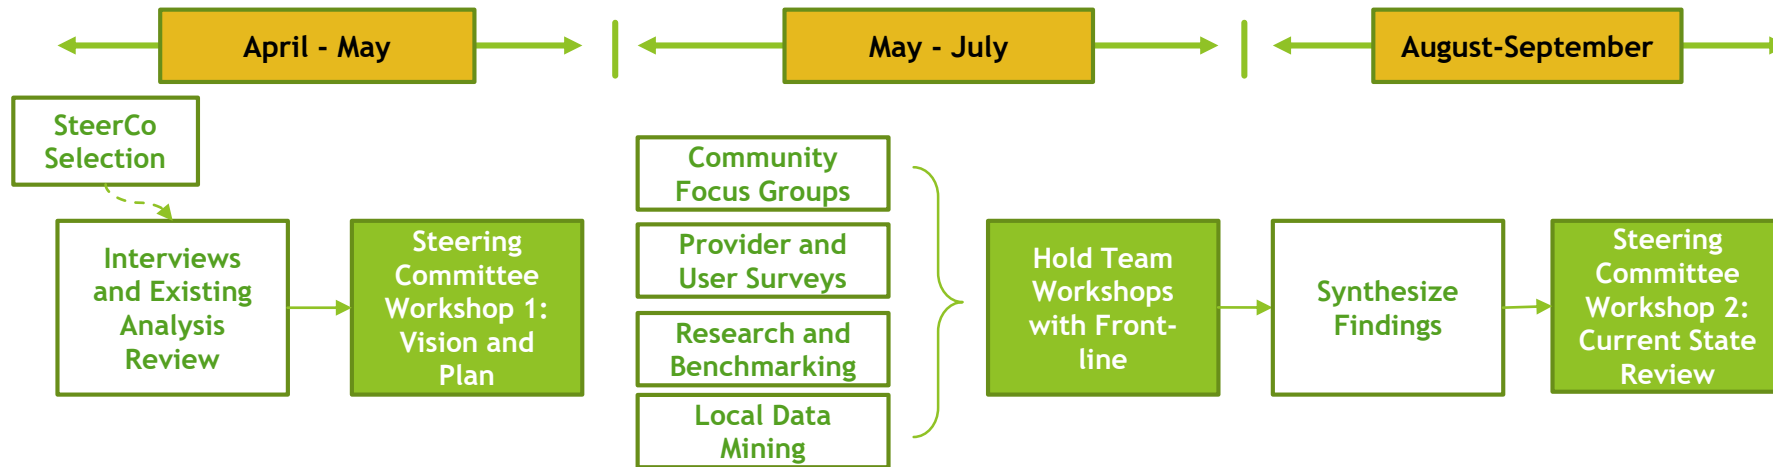 April - May
May - July
August-September
SteerCo
Selection
Interviews
and Existing
Analysis
Review
Steering
Committee
Workshop 1:
Vision and
Plan
Community
Focus Groups
Provider and
User Surveys
Research and
Benchmarking
Local Data
Mining
Hold Team
Workshops
with Front-
line
Synthesize
Findings
Steering
Committee
Workshop 2:
Current State
Review